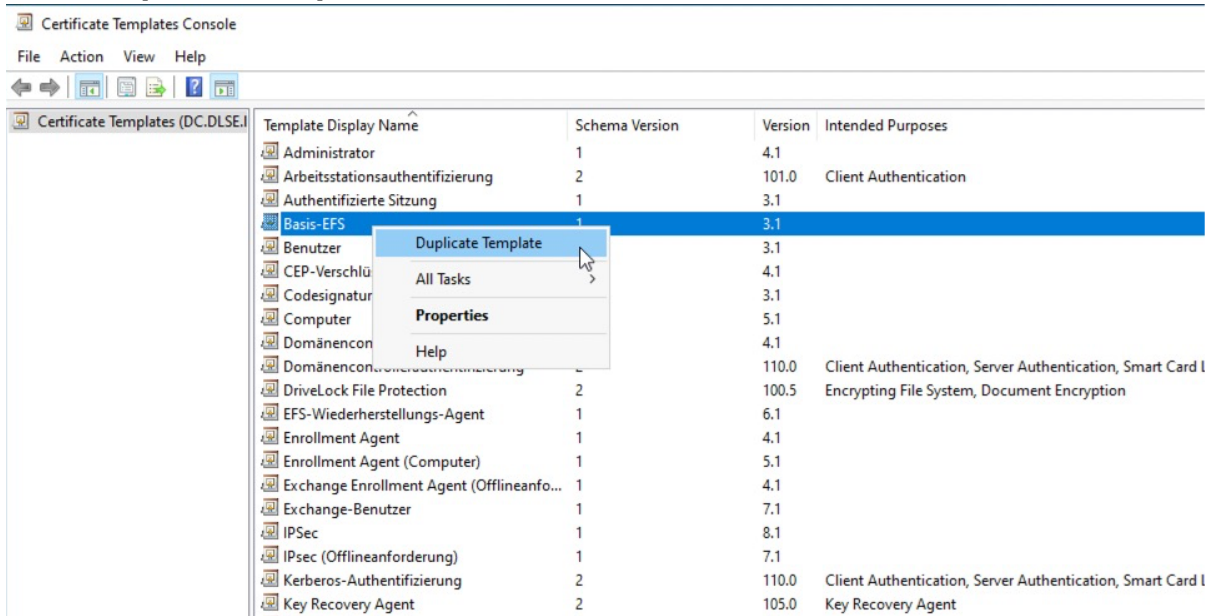 Certificate Templates Console
File Action View Help
Certificate Templates (DC.DLSE.
Template Display Name Schema Version Version Intended Purposes
Administrator 1 4.1
Arbeitsstationsauthentifizierung 2 101.0 Client Authentication
Authentifizierte Sitzung 1 3.1
Basis-EFS 1 3.1
Benutzer 3.1
CEP-Verschlü 4.1
Codesignatur 3.1
Computer 5.1
Domänencon 4.1
Domänencontrollerauthentifizierung 2 110.0 Client Authentication, Server Authentication, Smart Card L
Duplicate Template
All Tasks
Properties
Help
DriveLock File Protection 2 100.5 Encrypting File System, Document Encryption
EFS-Wiederherstellungs-Agent 1 6.1
Enrollment Agent 1 4.1
Enrollment Agent (Computer) 1 5.1
Exchange Enrollment Agent (Offlineanfo... 1 4.1
Exchange-Benutzer 1 7.1
IPSec 1 8.1
IPsec (Offlineanforderung) 1 7.1
Kerberos-Authentifizierung 2 110.0 Client Authentication, Server Authentication, Smart Card L
Key Recovery Agent 2 105.0 Key Recovery Agent